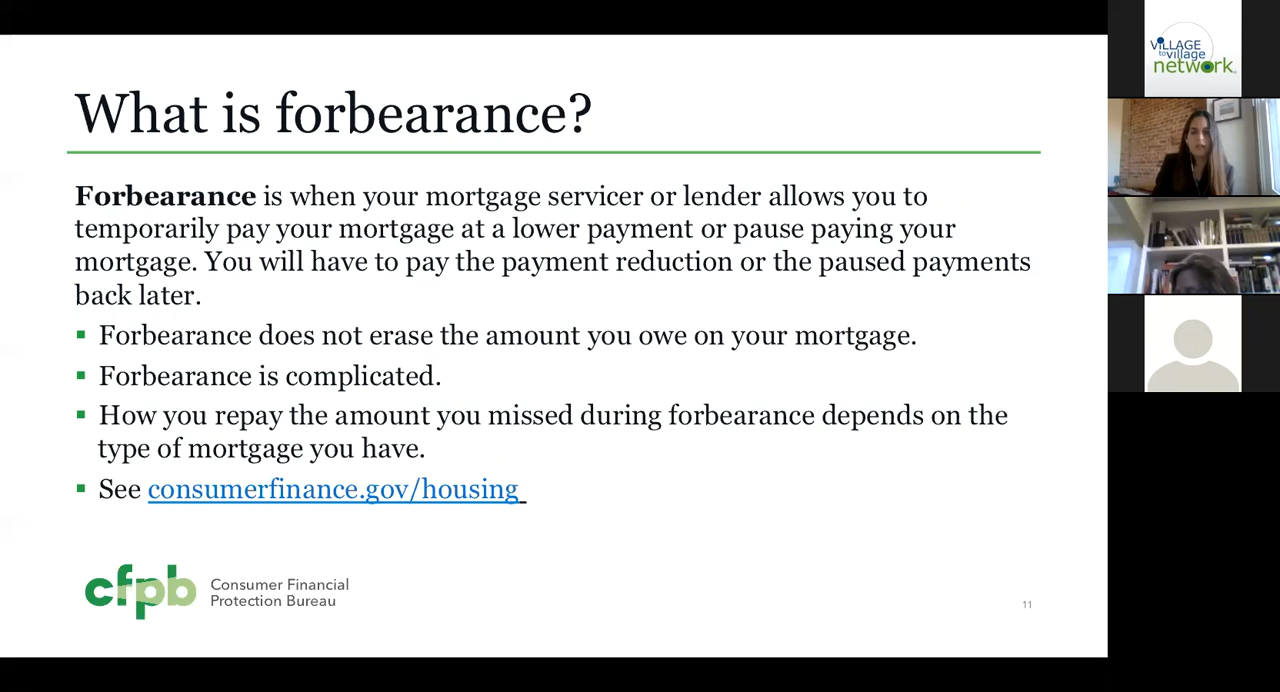 What is forbearance?
Forbearance is when your mortgage servicer or lender allows you to
temporarily pay your mortgage at a lower payment or pause paying your
mortgage. You will have to pay the payment reduction or the paused payments
back later.
▪ Forbearance does not erase the amount you owe on your mortgage.
▪ Forbearance is complicated.
▪ How you repay the amount you missed during forbearance depends on the
type of mortgage you have.
▪ See consumerfinance.gov/housing
cfpb
Consumer Financial
Protection Bureau
11
VILLAGE
to village
network